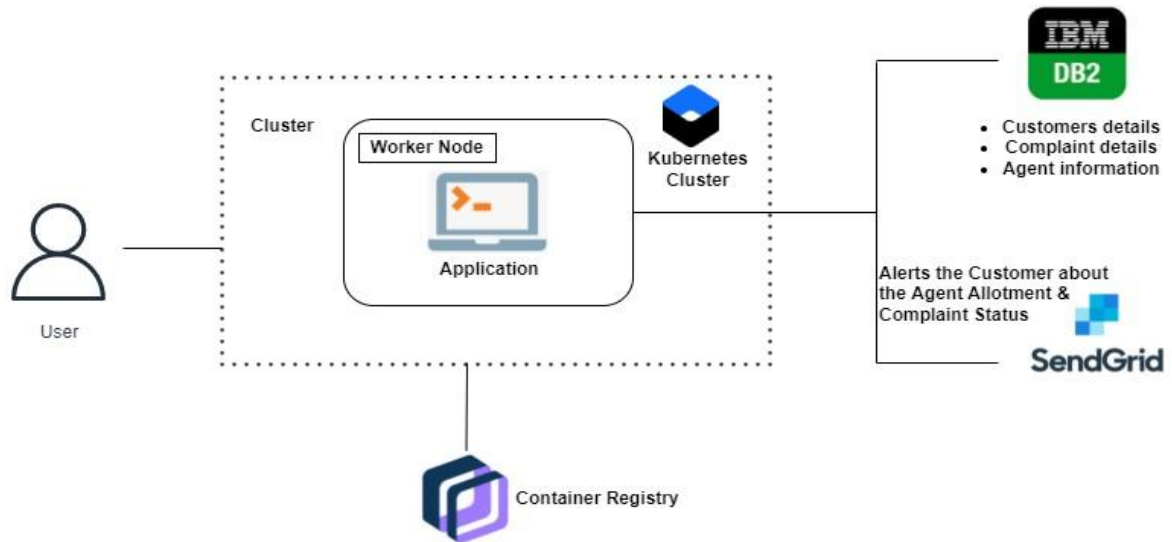 IBM
DB2
Cluster
Worker Node
Kubernetes
Cluster
• Customers details
• Complaint details
• Agent information
Application
User
Alerts the Customer about
the Agent Allotment &
Complaint Status
SendGrid
Container Registry